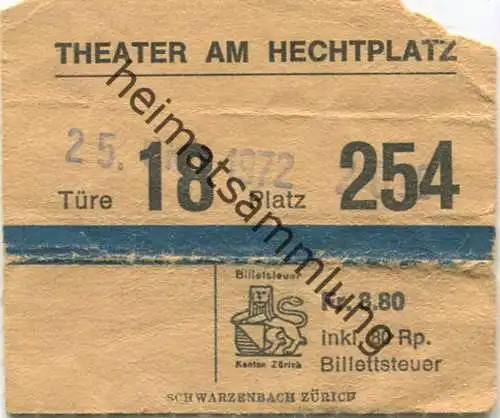 THEATER AM HECHTPLATZ
25. 1972
Türe 18 Platz 254
Billetsteuer
Kanton Zürich
Fr. 8.80
inkl. 80 Rp.
Billettsteuer
SCHWARZENBACH ZÜRICH
heimatsammlung